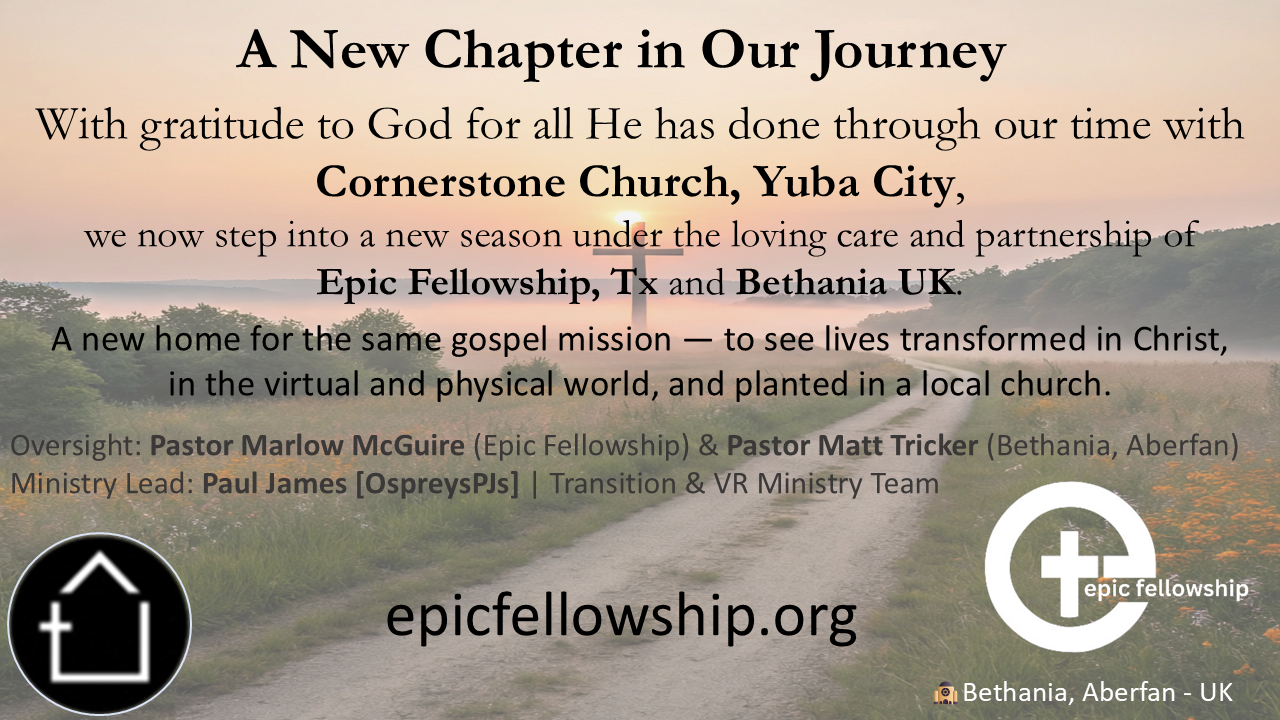 A New Chapter in Our Journey
With gratitude to God for all He has done through our time with
Cornerstone Church, Yuba City,
we now step into a new season under the loving care and partnership of
Epic Fellowship, Tx and Bethania UK.
A new home for the same gospel mission — to see lives transformed in Christ,
in the virtual and physical world, and planted in a local church.
Oversight: Pastor Marlow McGuire (Epic Fellowship) & Pastor Matt Tricker (Bethania, Aberfan)
Ministry Lead: Paul James [OspreysPJs] | Transition & VR Ministry Team
epic fellowship
epicfellowship.org
Bethania, Aberfan - UK